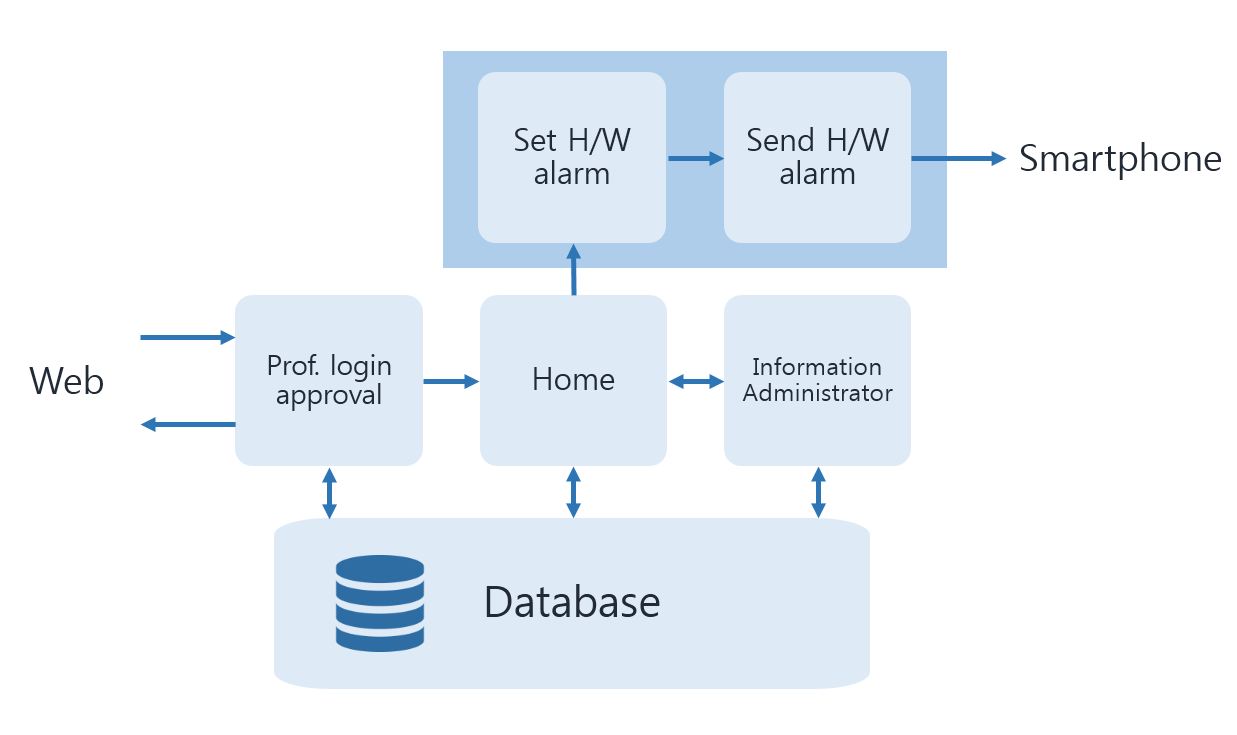 Set H/W
alarm
Send H/W
alarm
Smartphone
Web
Prof. login
approval
Home
Information
Administrator
Database